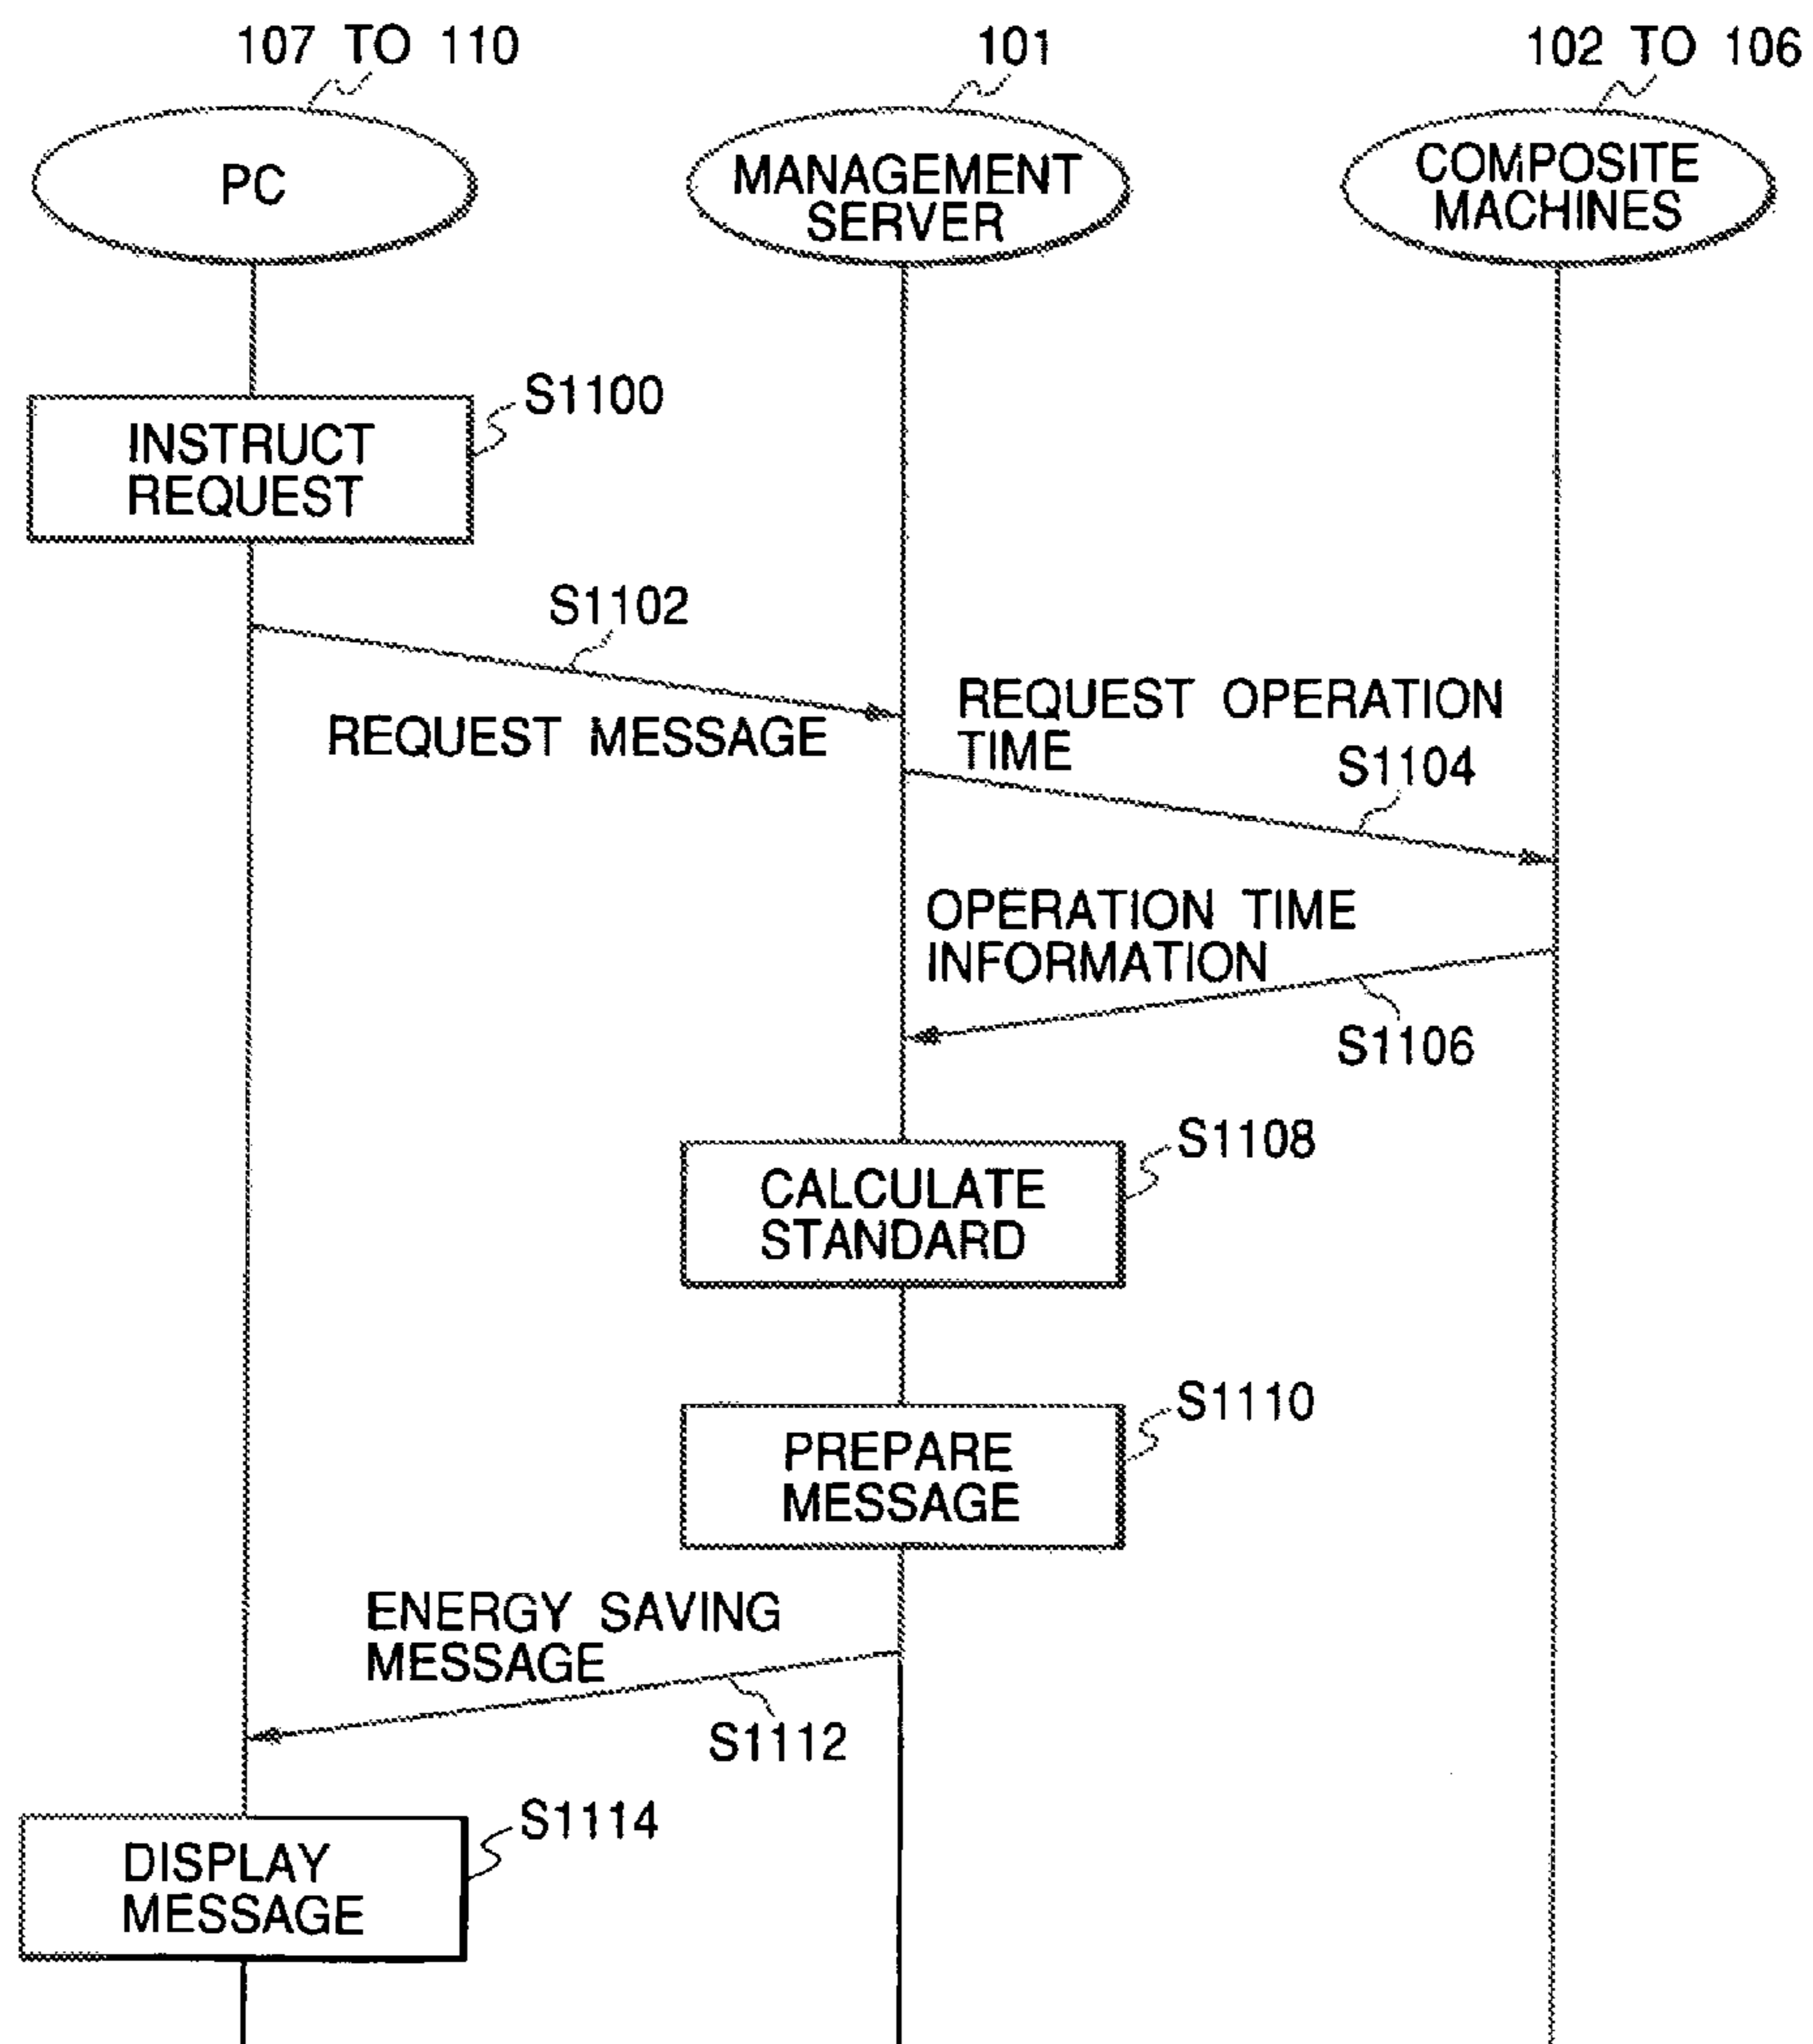 107 TO 110
101
102 TO 106
PC
MANAGEMENT
SERVER
COMPOSITE
MACHINES
S1100
INSTRUCT
REQUEST
S1102
REQUEST MESSAGE
REQUEST OPERATION
TIME
S1104
OPERATION TIME
INFORMATION
S1106
S1108
CALCULATE
STANDARD
S1110
PREPARE
MESSAGE
ENERGY SAVING
MESSAGE
S1112
S1114
DISPLAY
MESSAGE